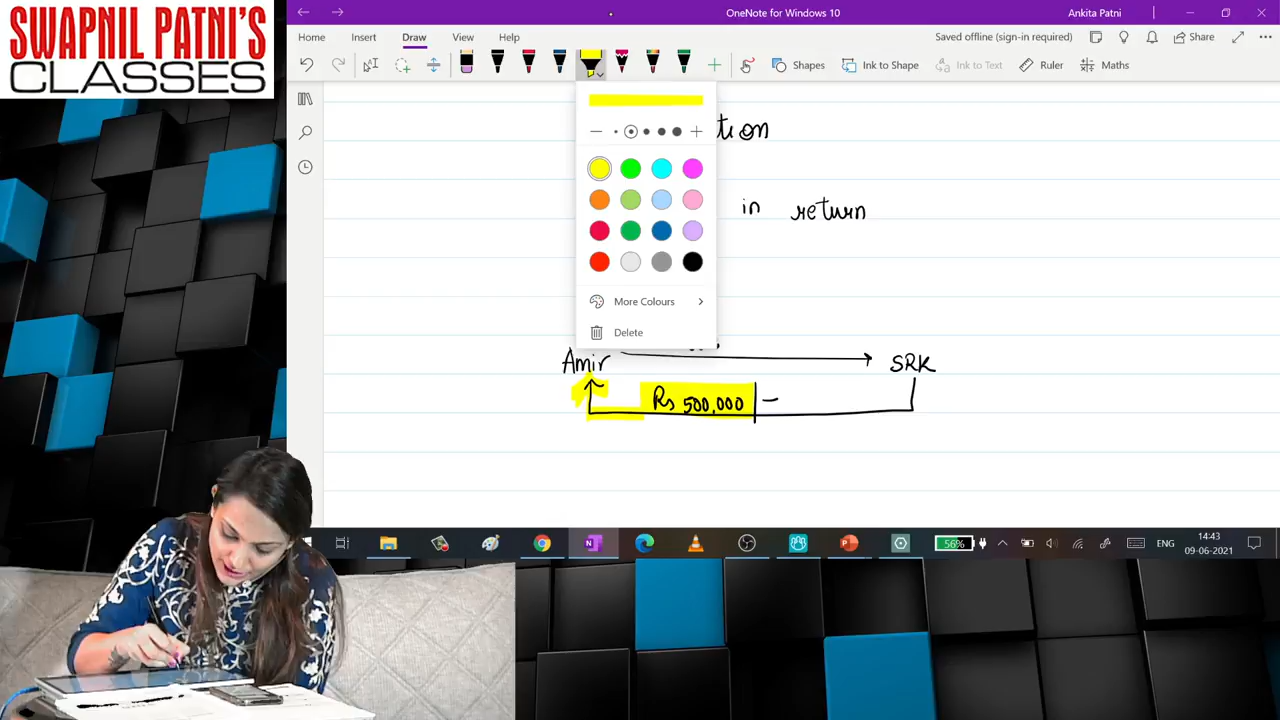 SWAPNIL PATNI'S
CLASSES
OneNote for Windows 10
Ankita Patni
Home Insert Draw View Help
Saved offline (sign-in required) Share
Shapes Ink to Shape Ink to Text Ruler Maths
tion
in return
More Colours
Delete
Amir SRK
Rs 500,000 -
56% ENG 14:43
09-06-2021